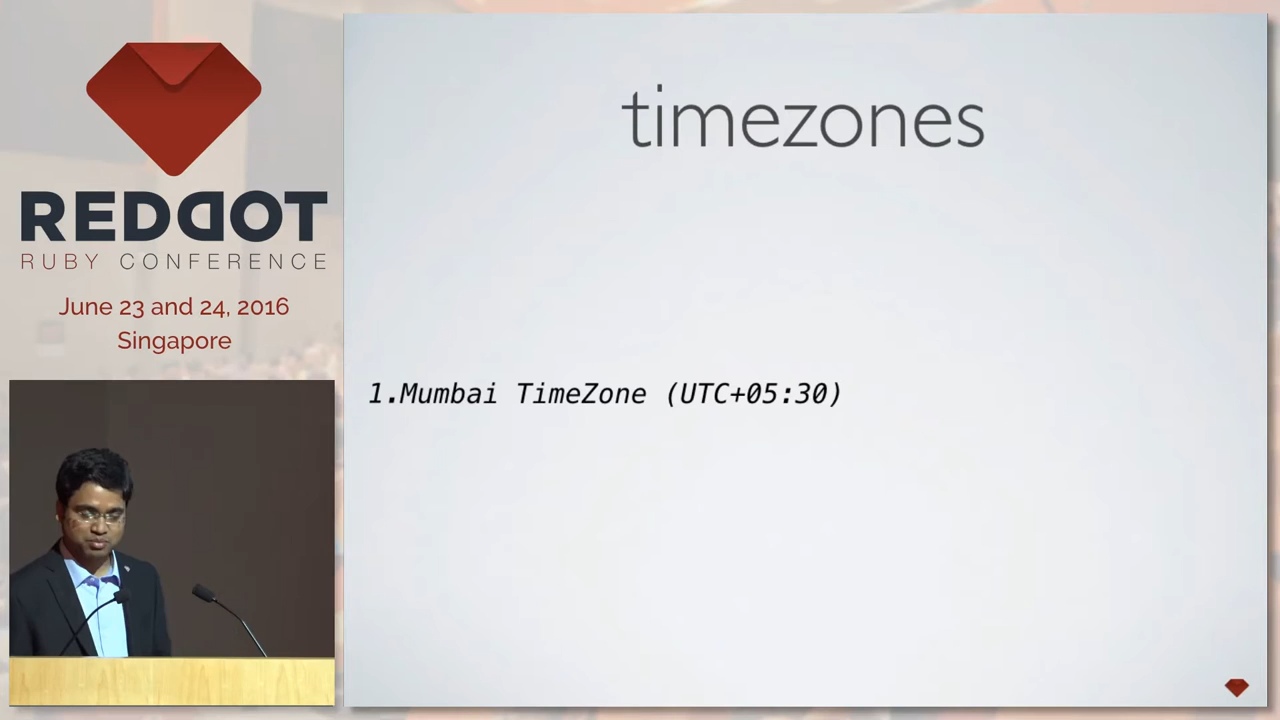 REDDOT
RUBY CONFERENCE
June 23 and 24, 2016
Singapore
timezones
1.Mumbai TimeZone (UTC+05:30)